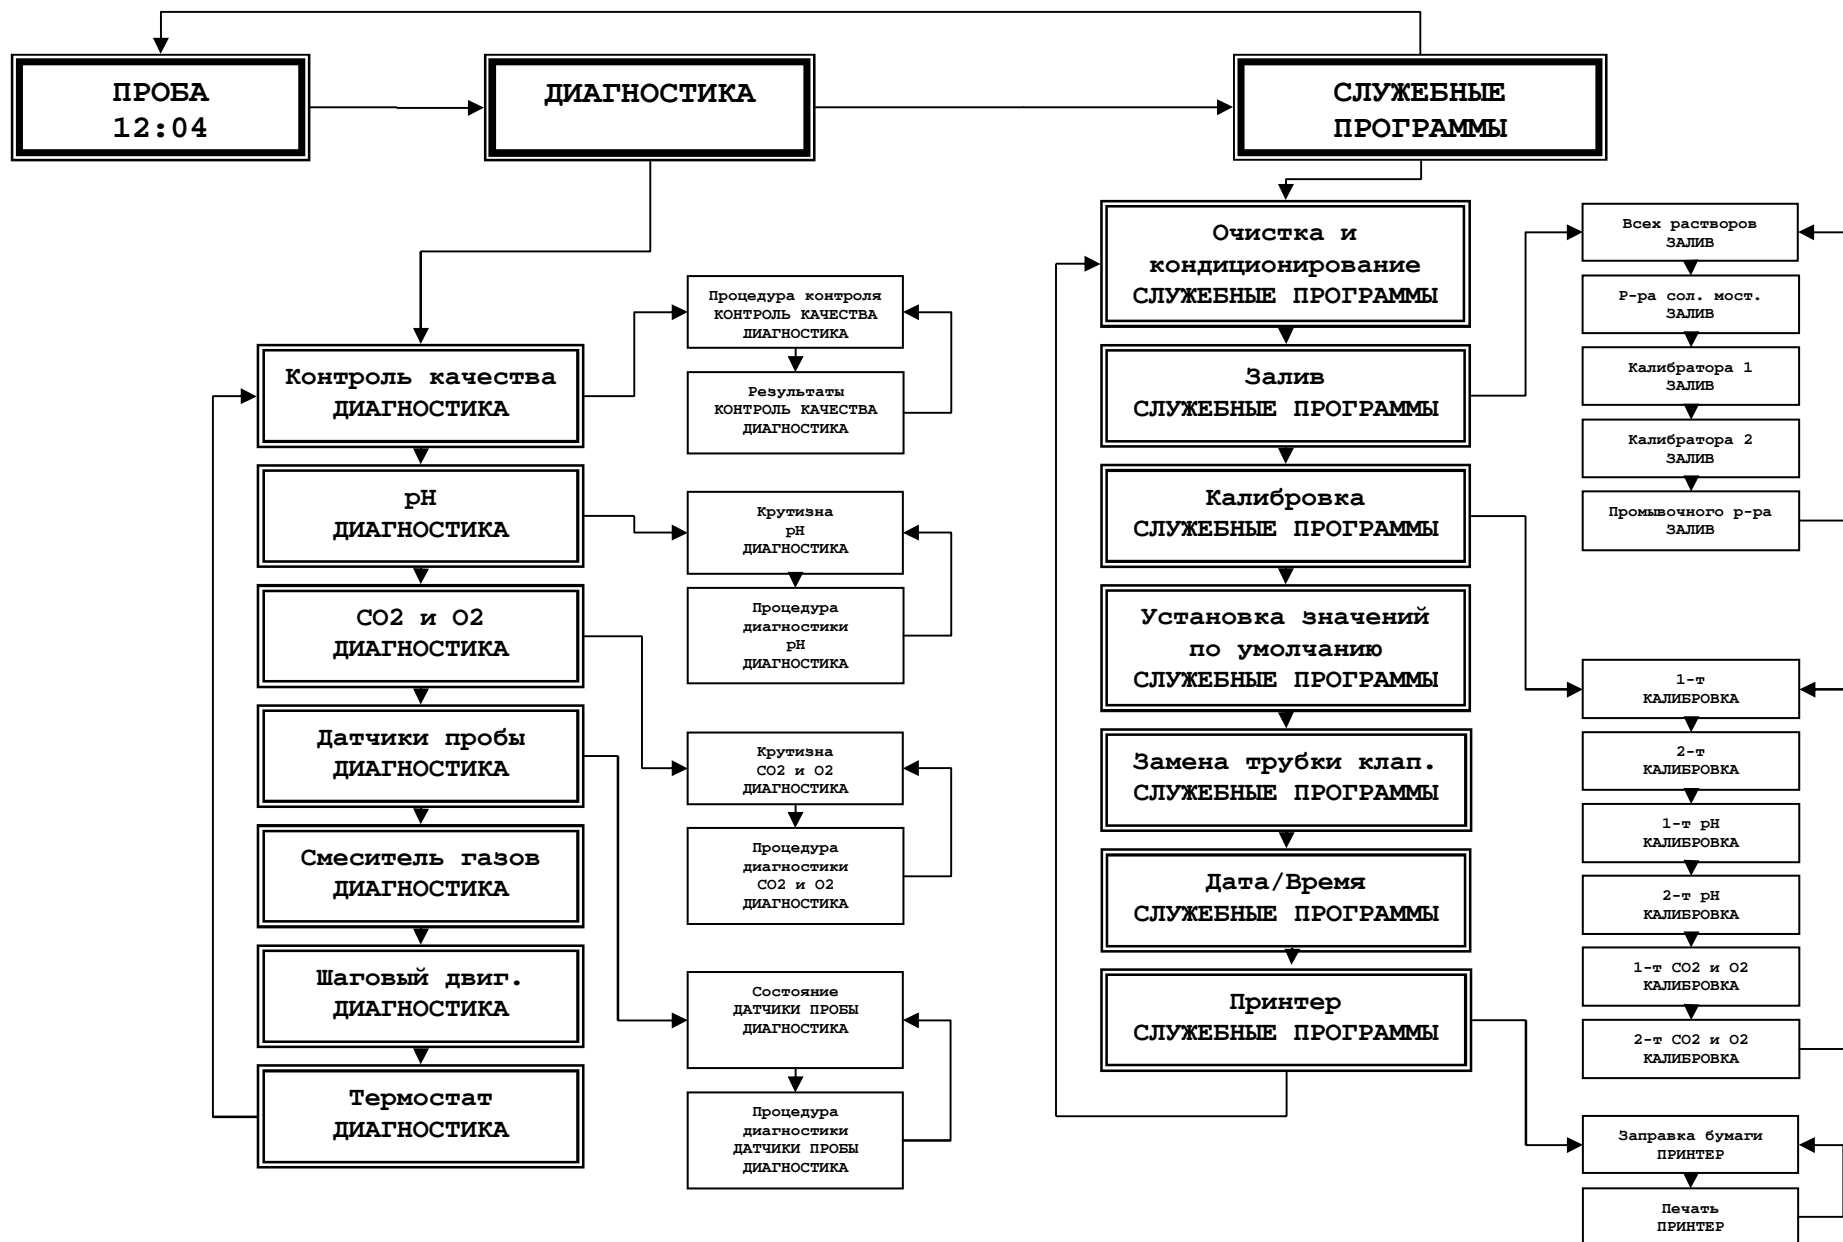 ПРОБА
12:04
ДИАГНОСТИКА
СЛУЖЕБНЫЕ
ПРОГРАММЫ
Контроль качества
ДИАГНОСТИКА
pH
ДИАГНОСТИКА
CO2 и O2
ДИАГНОСТИКА
Датчики пробы
ДИАГНОСТИКА
Смеситель газов
ДИАГНОСТИКА
Шаговый двиг.
ДИАГНОСТИКА
Термостат
ДИАГНОСТИКА
Процедура контроля
КОНТРОЛЬ КАЧЕСТВА
ДИАГНОСТИКА
Результаты
КОНТРОЛЬ КАЧЕСТВА
ДИАГНОСТИКА
Крутизна
pH
ДИАГНОСТИКА
Процедура
диагностики
pH
ДИАГНОСТИКА
Крутизна
CO2 и O2
ДИАГНОСТИКА
Процедура
диагностики
CO2 и O2
ДИАГНОСТИКА
Состояние
ДАТЧИКИ ПРОБЫ
ДИАГНОСТИКА
Процедура
диагностики
ДАТЧИКИ ПРОБЫ
ДИАГНОСТИКА
Очистка и
кондиционирование
СЛУЖЕБНЫЕ ПРОГРАММЫ
Залив
СЛУЖЕБНЫЕ ПРОГРАММЫ
Калибровка
СЛУЖЕБНЫЕ ПРОГРАММЫ
Установка значений
по умолчанию
СЛУЖЕБНЫЕ ПРОГРАММЫ
Замена трубки клап.
СЛУЖЕБНЫЕ ПРОГРАММЫ
Дата/Время
СЛУЖЕБНЫЕ ПРОГРАММЫ
Принтер
СЛУЖЕБНЫЕ ПРОГРАММЫ
Всех растворов
ЗАЛИВ
Р-ра сол. мост.
ЗАЛИВ
Калибратора 1
ЗАЛИВ
Калибратора 2
ЗАЛИВ
Промывочного р-ра
ЗАЛИВ
1-т
КАЛИБРОВКА
2-т
КАЛИБРОВКА
1-т pH
КАЛИБРОВКА
2-т pH
КАЛИБРОВКА
1-т CO2 и O2
КАЛИБРОВКА
2-т CO2 и O2
КАЛИБРОВКА
Заправка бумаги
ПРИНТЕР
Печать
ПРИНТЕР